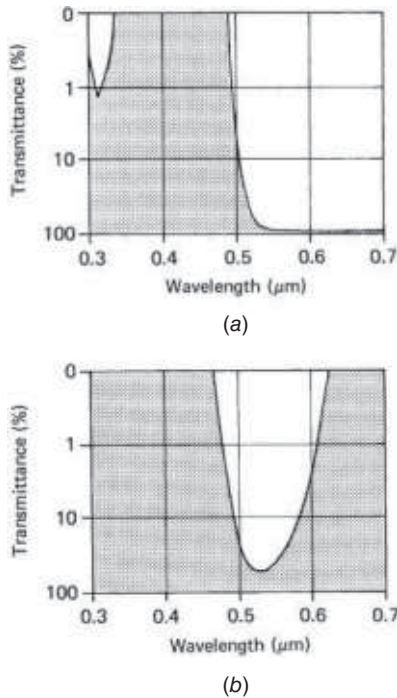 0
1
10
100
Transmittance (%)
0.3 0.4 0.5 0.6 0.7
Wavelength (μm)
(a)
0
1
10
100
Transmittance (%)
0.3 0.4 0.5 0.6 0.7
Wavelength (μm)
(b)